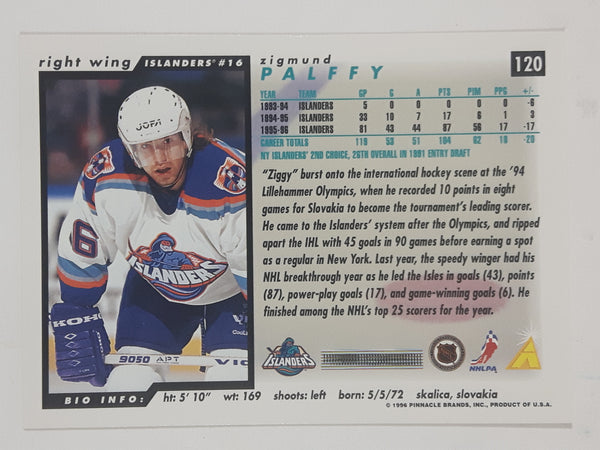 right wing
ISLANDERS® #16
zigmund
PALFFY
120
YEAR TEAM GP G A PTS PIM PPG +/-
1993-94 ISLANDERS 5 0 0 0 0 0 -6
1994-95 ISLANDERS 33 10 7 17 6 1 3
1995-96 ISLANDERS 81 43 44 87 56 17 -17
CAREER TOTALS 119 53 51 104 62 18 -20
NY ISLANDERS' 2ND CHOICE, 26TH OVERALL IN 1991 ENTRY DRAFT
"Ziggy" burst onto the international hockey scene at the '94
Lillehammer Olympics, when he recorded 10 points in eight
games for Slovakia to become the tournament's leading scorer.
He came to the Islanders' system after the Olympics, and ripped
apart the IHL with 45 goals in 90 games before earning a spot
as a regular in New York. Last year, the speedy winger had his
NHL breakthrough year as he led the Isles in goals (43), points
(87), power-play goals (17), and game-winning goals (6). He
finished among the NHL's top 25 scorers for the year.
JOFA
6
ISLANDERS
KOH
9050 APT
VIC
ISLANDERS
NHL
NHLPA
BIO INFO: ht: 5' 10" wt: 169 shoots: left born: 5/5/72 skalica, slovakia
© 1996 PINNACLE BRANDS, INC., PRODUCT OF U.S.A.